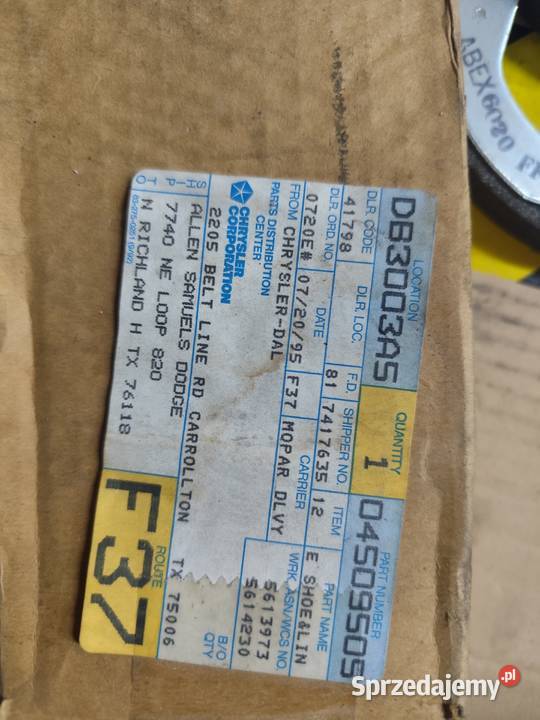 LOCATION QUANTITY PART NUMBER
DB3003A5 1 04509505
DLR. CODE DLR. LOC. F.D. SHIPPER NO. ITEM PART NAME
41798 81 7417635 12 E SHOE&LIN
DLR ORD. NO. DATE CARRIER WRK ASN/WCS NO.
0720E# 07/20/95 F37 MOPAR DLVY 5613973
5614230
FROM CHRYSLER-DAL B/O QTY
PARTS DISTRIBUTION CENTER
CHRYSLER CORPORATION
2205 BELT LINE RD CARROLLTON TX 75006
SHIP TO
ALLEN SAMUELS DODGE
7740 NE LOOP 820
N RICHLAND H TX 76118
ROUTE
F37
ABEX6020 FF
Sprzedajemy.pl